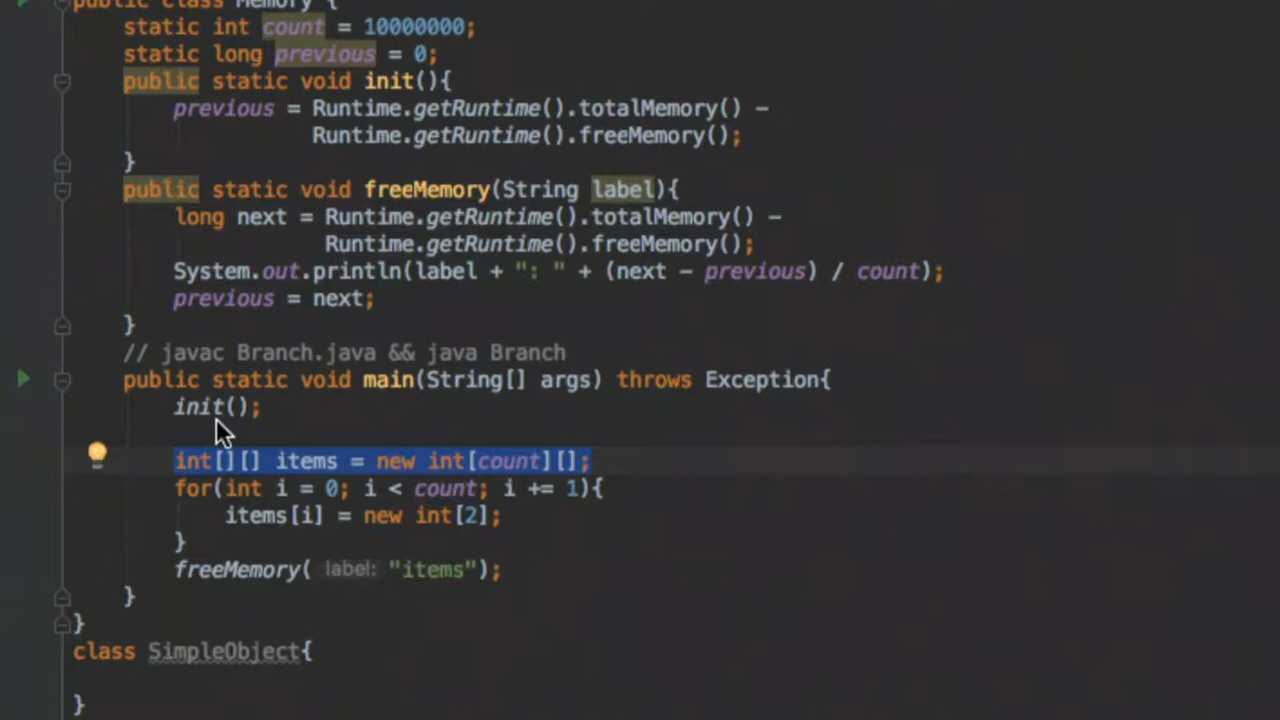 public class Memory {
static int count = 10000000;
static long previous = 0;
public static void init(){
previous = Runtime.getRuntime().totalMemory() -
Runtime.getRuntime().freeMemory();
}
public static void freeMemory(String label){
long next = Runtime.getRuntime().totalMemory() -
Runtime.getRuntime().freeMemory();
System.out.println(label + ": " + (next - previous) / count);
previous = next;
}
// javac Branch.java && java Branch
public static void main(String[] args) throws Exception{
init();
int[][] items = new int[count][];
for(int i = 0; i < count; i += 1){
items[i] = new int[2];
}
freeMemory( label: "items");
}
}
class SimpleObject{
}